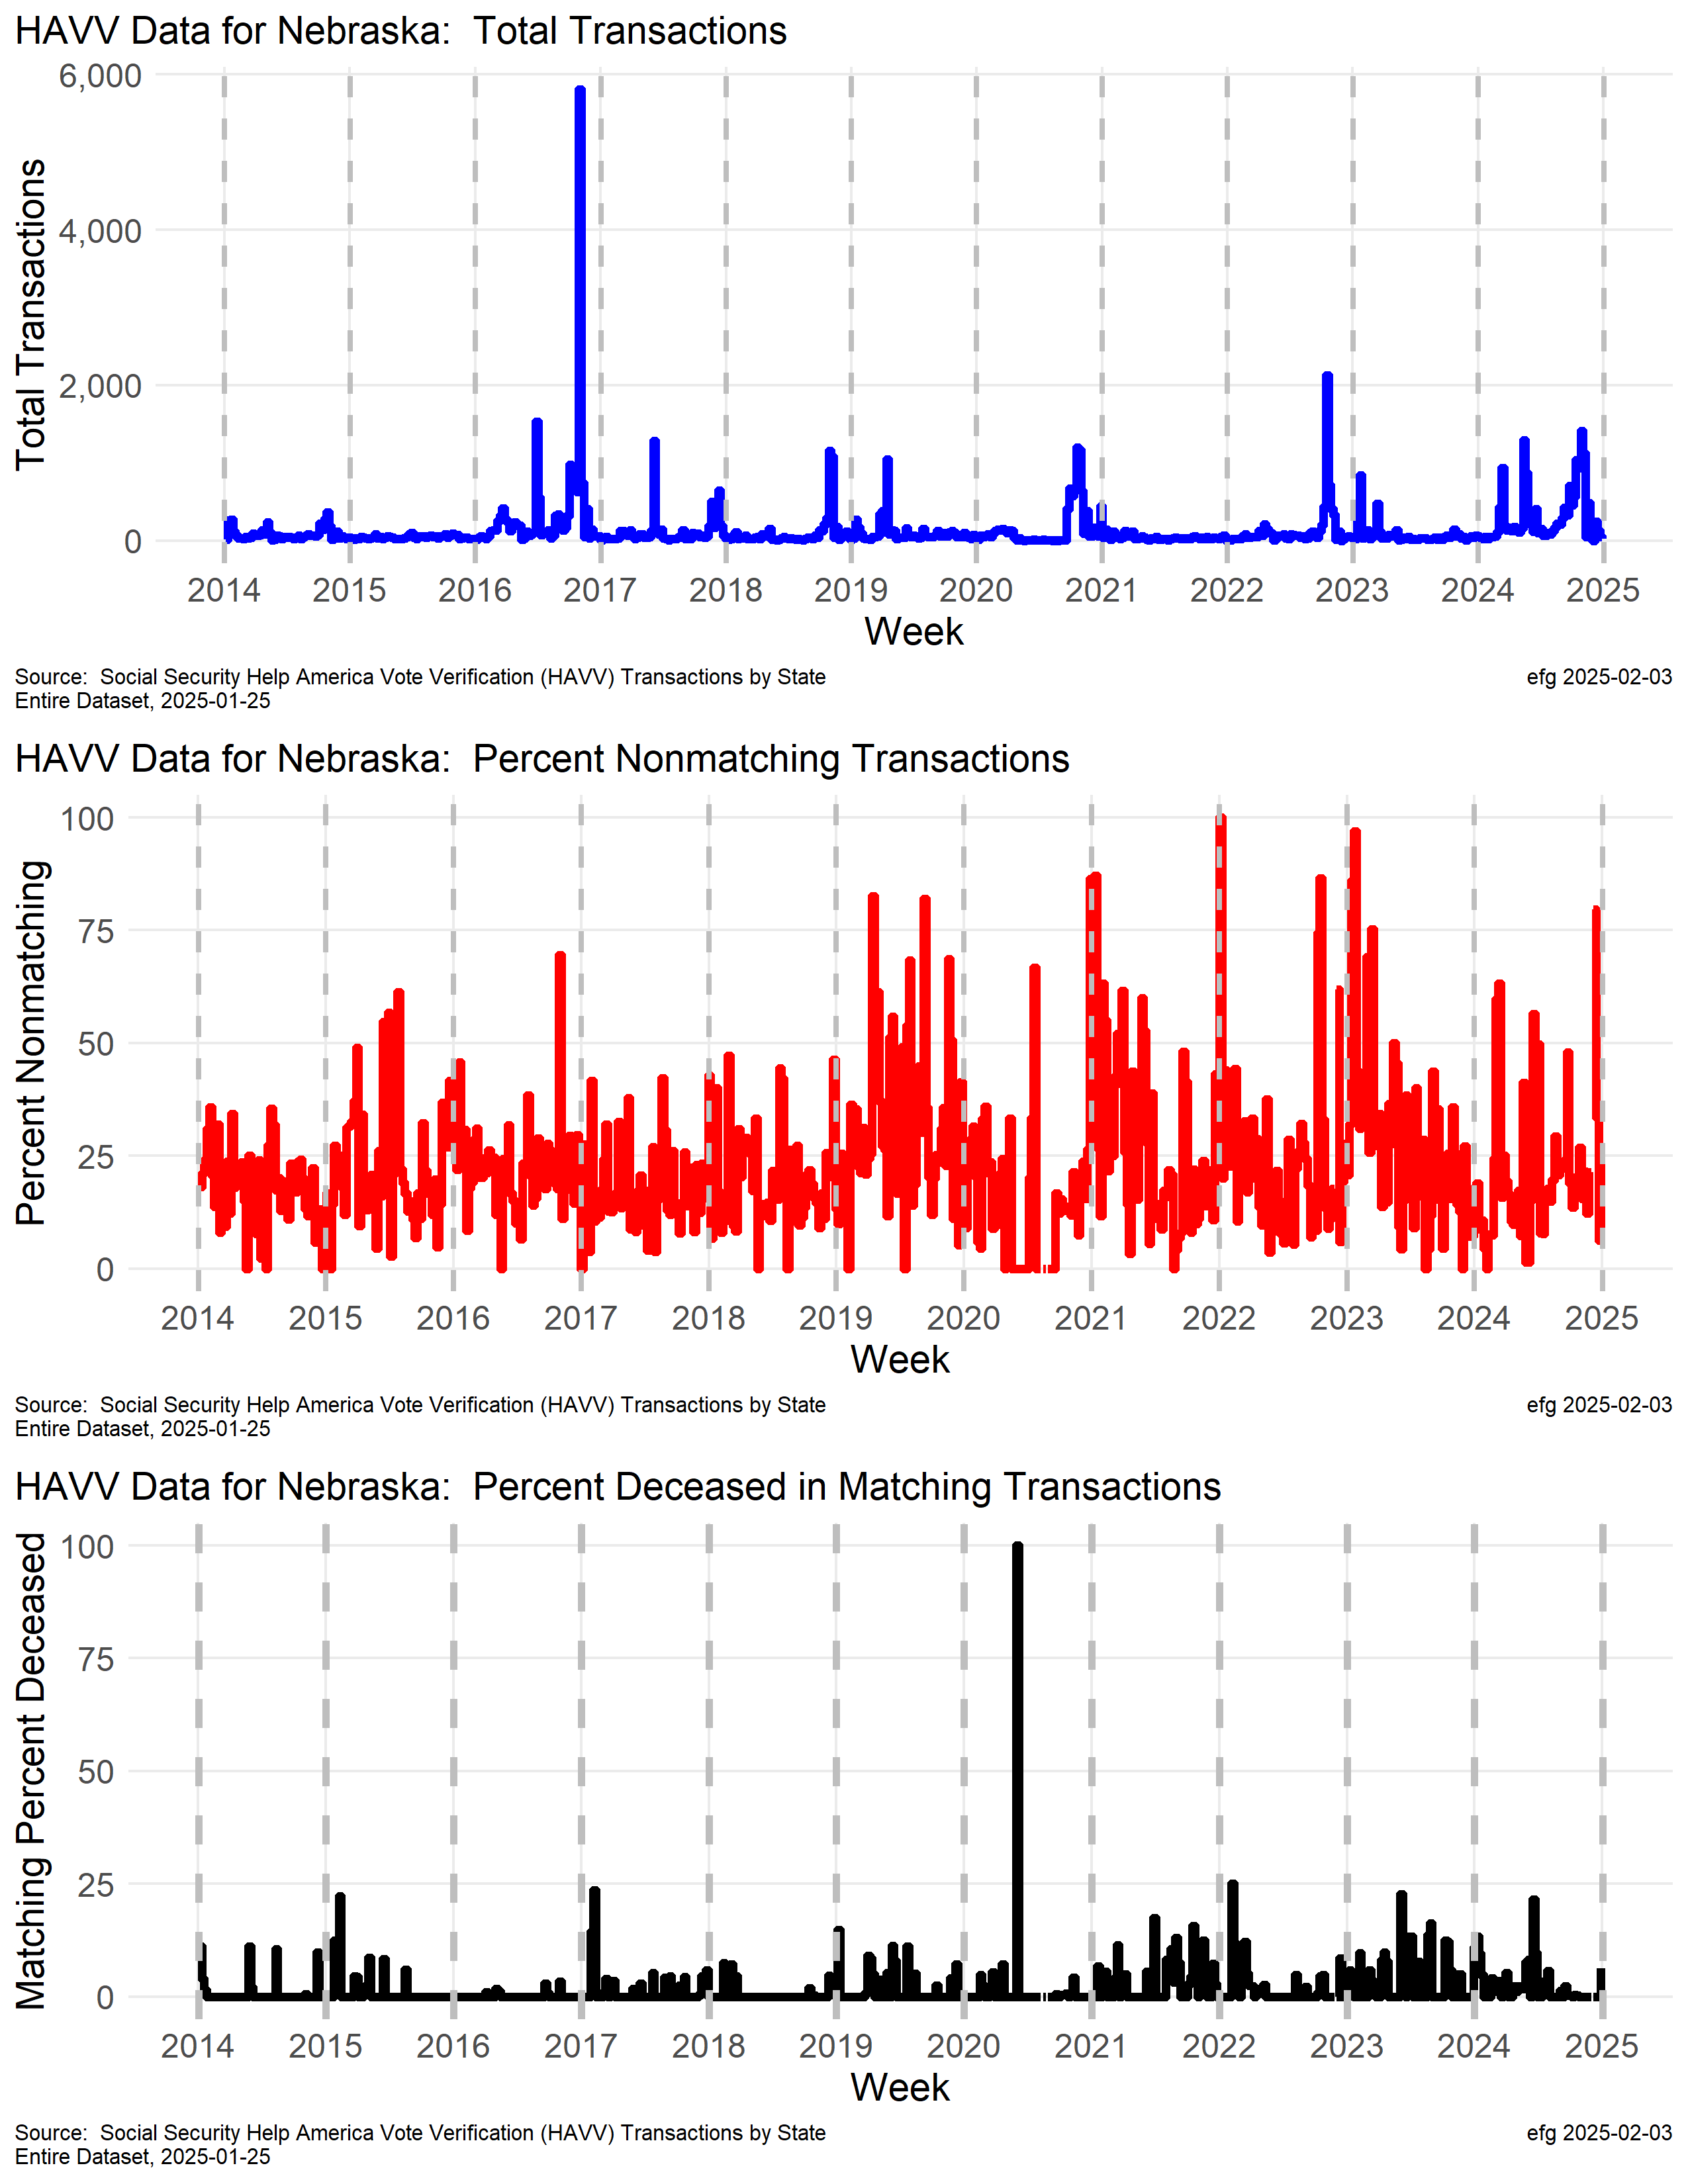 HAVV Data for Nebraska:  Total Transactions
Total Transactions
6,000
4,000
2,000
0
2014 2015 2016 2017 2018 2019 2020 2021 2022 2023 2024 2025
Week
Source:  Social Security Help America Vote Verification (HAVV) Transactions by State
Entire Dataset, 2025-01-25
efg 2025-02-03
HAVV Data for Nebraska:  Percent Nonmatching Transactions
Percent Nonmatching
100
75
50
25
0
2014 2015 2016 2017 2018 2019 2020 2021 2022 2023 2024 2025
Week
Source:  Social Security Help America Vote Verification (HAVV) Transactions by State
Entire Dataset, 2025-01-25
efg 2025-02-03
HAVV Data for Nebraska:  Percent Deceased in Matching Transactions
Matching Percent Deceased
100
75
50
25
0
2014 2015 2016 2017 2018 2019 2020 2021 2022 2023 2024 2025
Week
Source:  Social Security Help America Vote Verification (HAVV) Transactions by State
Entire Dataset, 2025-01-25
efg 2025-02-03